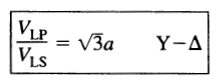 V_LP / V_LS = √3a Y−Δ